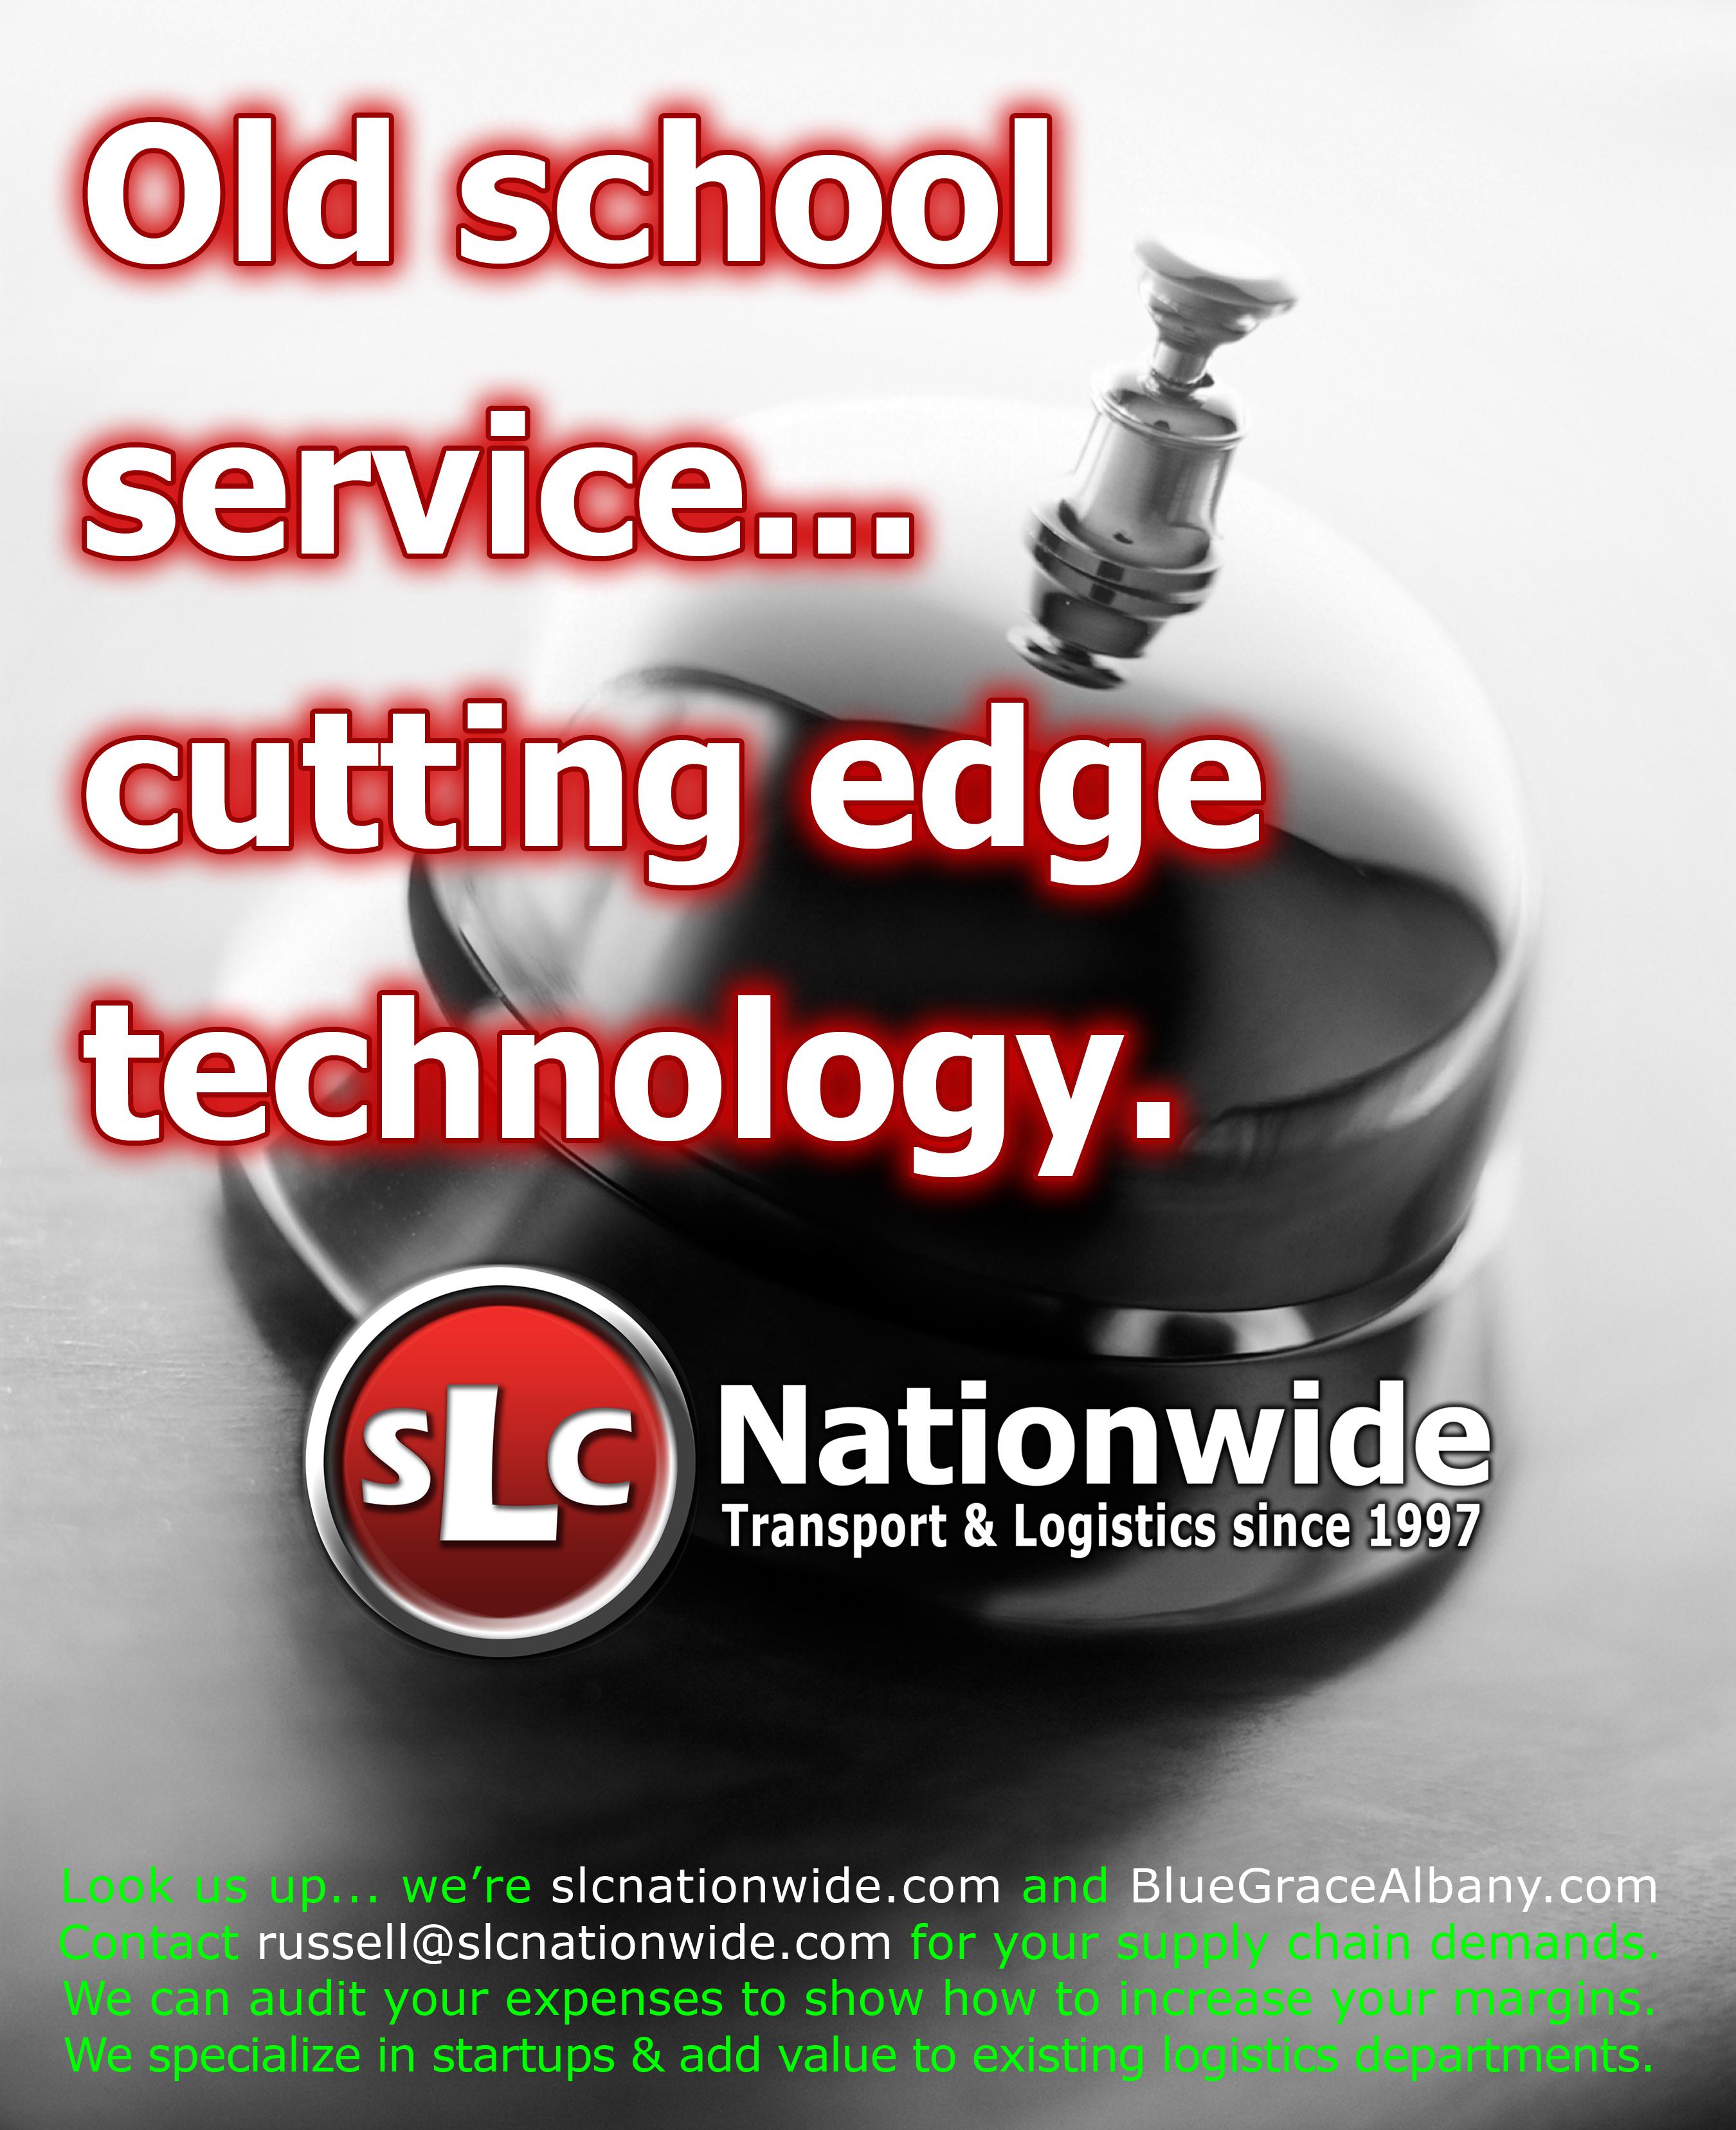 Old school
service...
cutting edge
technology.
SLC
Nationwide
Transport & Logistics since 1997
Look us up... we’re slcnationwide.com and BlueGraceAlbany.com
Contact russell@slcnationwide.com for your supply chain demands.
We can audit your expenses to show how to increase your margins.
We specialize in startups & add value to existing logistics departments.